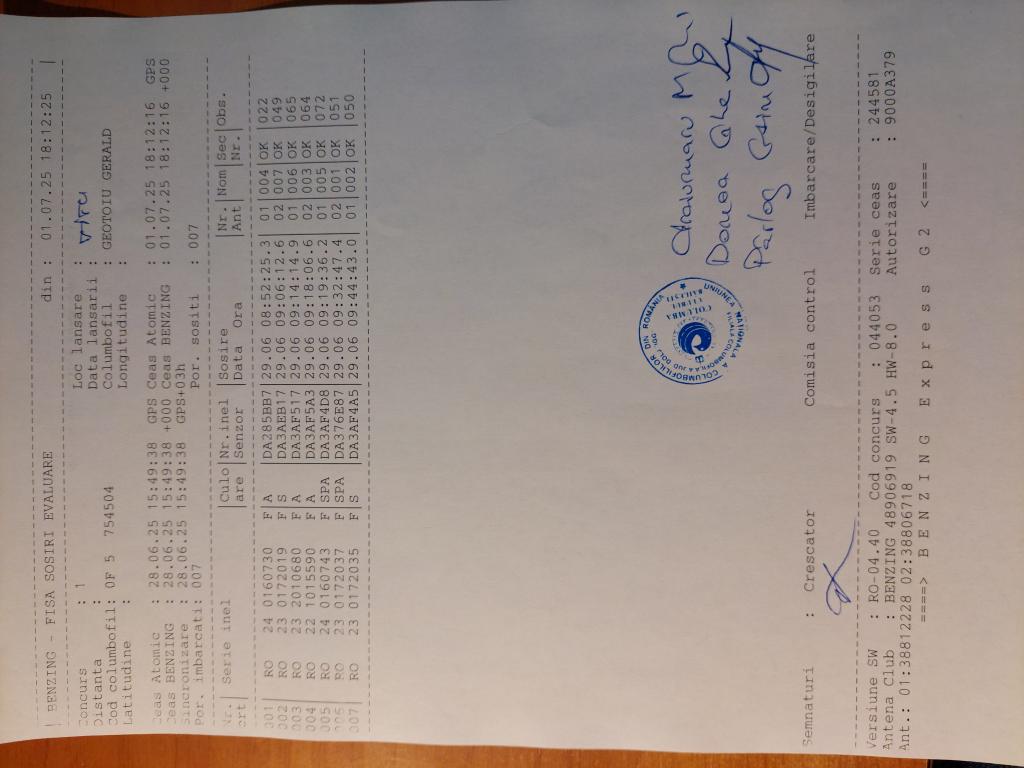 | BENZING - FISA SOSIRI EVALUARE din : 01.07.25 18:12:25 |
Concurs : 1 Loc lansare : VITU
Distanta : Data lansarii :
Cod columbofil: 0F 5 754504 Columbofil : GEOTOIU GERALD
Latitudine : Longitudine :
Ceas Atomic : 28.06.25 15:49:38 GPS Ceas Atomic : 01.07.25 18:12:16 GPS
Ceas BENZING : 28.06.25 15:49:38 +000 Ceas BENZING : 01.07.25 18:12:16 +000
Sincronizare : 28.06.25 15:49:38 GPS+03h
Por. imbarcati: 007 Por. sositi : 007
Nr.| Serie inel |Culo|Nr.inel |Sosire |Nr.|Nom|Sec|Obs.
crt| |are |Senzor |Data Ora |Ant| |Nr.|
001| RO 24 0160730 F|A |DA285BB7|29.06 08:52:25.3|01|004|OK|022
002| RO 23 0172019 F|S |DA3AEB17|29.06 09:06:12.6|02|007|OK|049
003| RO 23 2010680 F|A |DA3AF517|29.06 09:14:14.9|01|006|OK|065
004| RO 22 1015590 F|A |DA3AF5A3|29.06 09:18:06.6|02|003|OK|064
005| RO 24 0160743 F|SPA |DA3AF4D8|29.06 09:19:36.2|01|005|OK|072
006| RO 23 0172037 F|SPA |DA376E87|29.06 09:32:47.4|02|001|OK|051
007| RO 23 0172035 F|S |DA3AF4A5|29.06 09:44:43.0|01|002|OK|050
UNIUNEA NATIONALA A COLUMBOFILILOR DIN ROMÂNIA
COLUMBA
Parlog
Semnaturi : Crescator Comisia control Imbarcare/Desigilare
Versiune SW : RO-04.40 Cod concurs : 044053 Serie ceas : 244581
Antena Club : BENZING 48906919 SW-4.5 HW-8.0 Autorizare : 9000A379
Ant.: 01:38812228 02:38806718
====> B E N Z I N G E x p r e s s G 2 <====